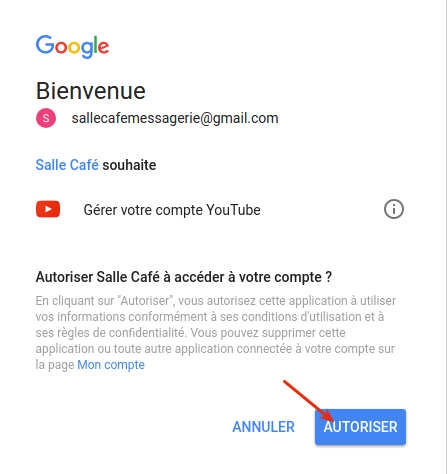 Google
Bienvenue
S sallecafemessagerie@gmail.com
Salle Café souhaite
Gérer votre compte YouTube
Autoriser Salle Café à accéder à votre compte ?
En cliquant sur "Autoriser", vous autorisez cette application à utiliser
vos informations conformément à ses conditions d'utilisation et à
ses règles de confidentialité. Vous pouvez supprimer cette
application ou toute autre application connectée à votre compte sur
la page Mon compte
ANNULER AUTORISER